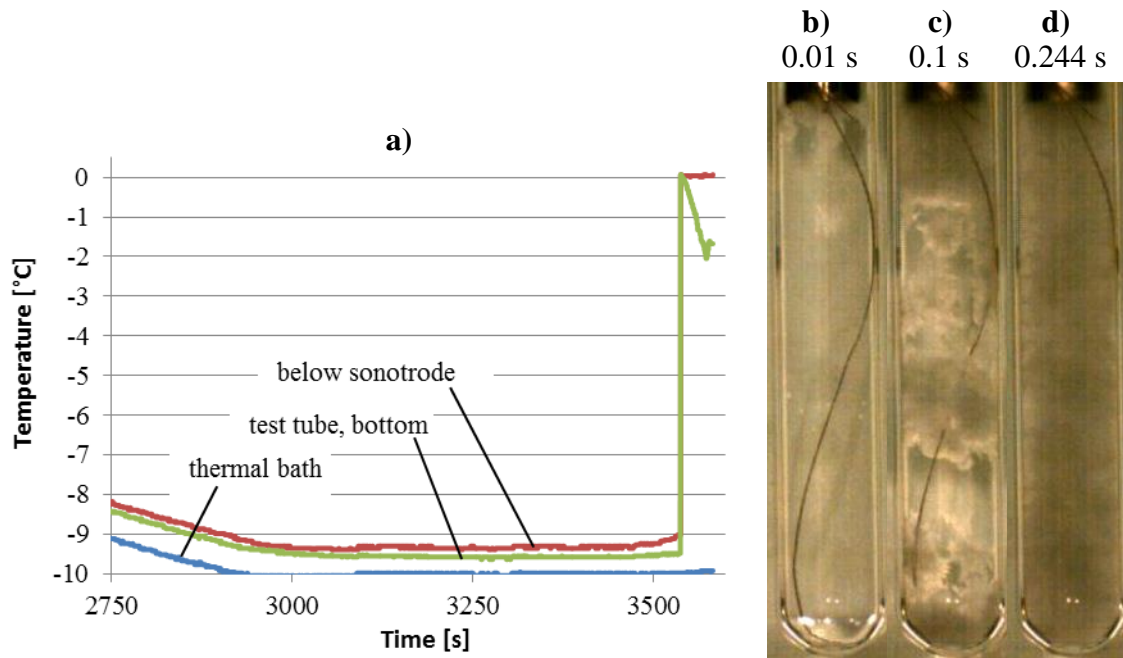 b) c) d)
0.01 s 0.1 s 0.244 s
a)
Temperature [°C]
0
-1
-2
-3
-4
-5
-6
-7
-8
-9
-10
below sonotrode
test tube, bottom
thermal bath
2750 3000 3250 3500
Time [s]